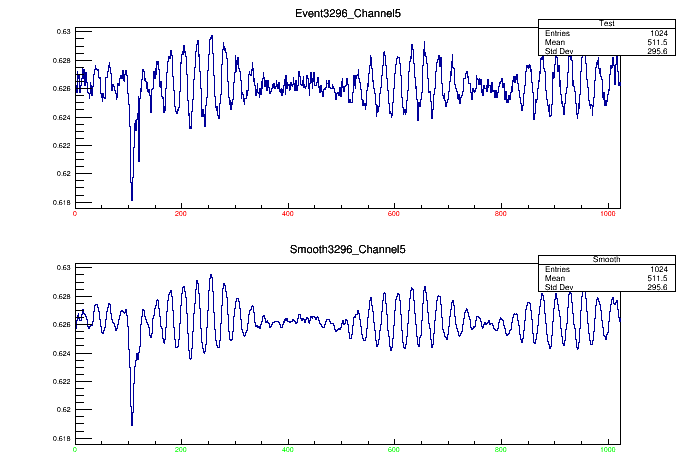 Event3296_Channel5
Test
Entries 1024
Mean 511.5
Std Dev 295.6
0.63
0.628
0.626
0.624
0.622
0.62
0.618
0 200 400 600 800 1000
Smooth3296_Channel5
Smooth
Entries 1024
Mean 511.5
Std Dev 295.6
0.63
0.628
0.626
0.624
0.622
0.62
0.618
0 200 400 600 800 1000